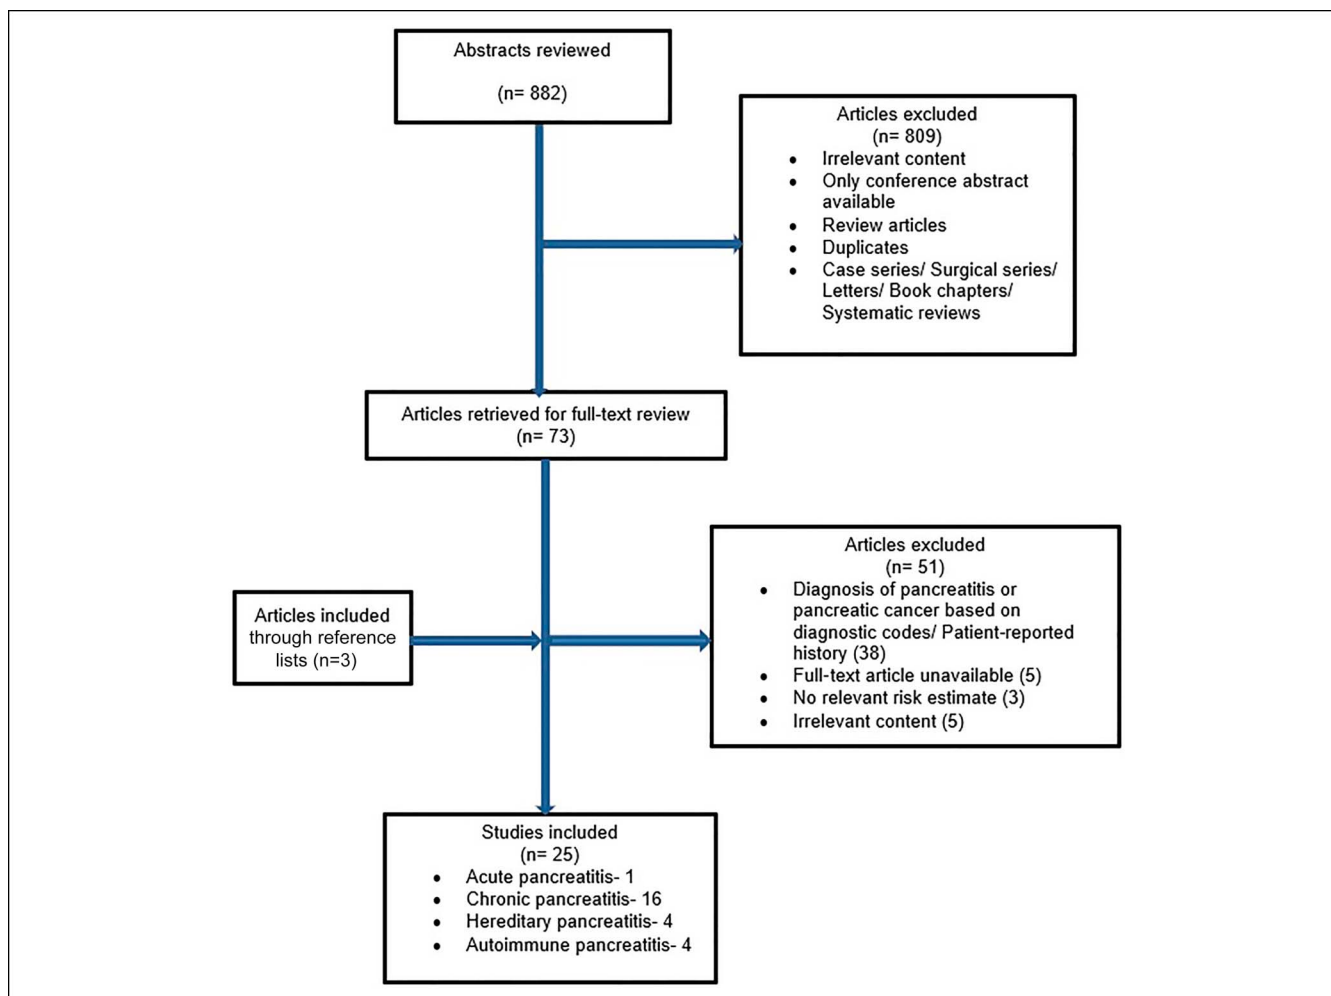 Abstracts reviewed
(n= 882)
Articles excluded
(n= 809)
• Irrelevant content
• Only conference abstract
available
• Review articles
• Duplicates
• Case series/ Surgical series/
Letters/ Book chapters/
Systematic reviews
Articles retrieved for full-text review
(n= 73)
Articles included
through reference
lists (n=3)
Articles excluded
(n= 51)
• Diagnosis of pancreatitis or
pancreatic cancer based on
diagnostic codes/ Patient-reported
history (38)
• Full-text article unavailable (5)
• No relevant risk estimate (3)
• Irrelevant content (5)
Studies included
(n= 25)
• Acute pancreatitis- 1
• Chronic pancreatitis- 16
• Hereditary pancreatitis- 4
• Autoimmune pancreatitis- 4